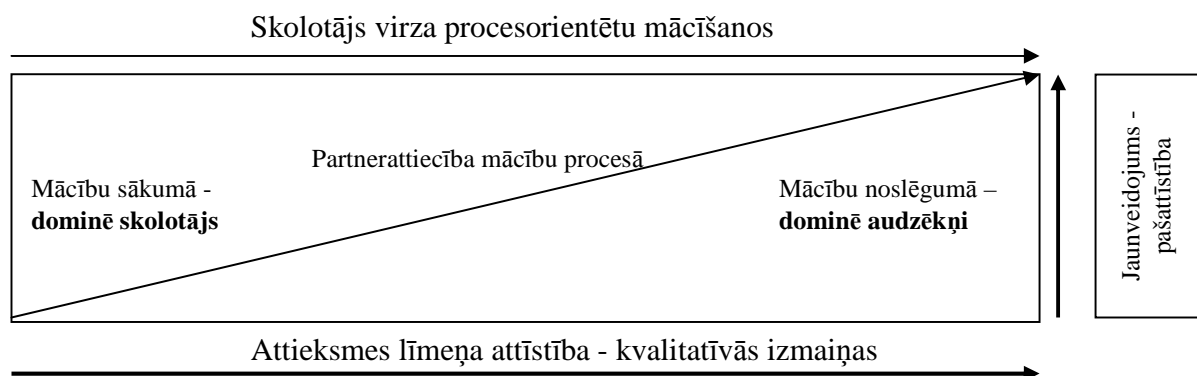 Skolotājs virza procesorientētu mācīšanos
Partnerattiecība mācību procesā
Mācību sākumā -
dominē skolotājs
Mācību noslēgumā –
dominē audzēkņi
Jaunveidojums -
pašattīstība
Attieksmes līmeņa attīstība - kvalitatīvās izmaiņas